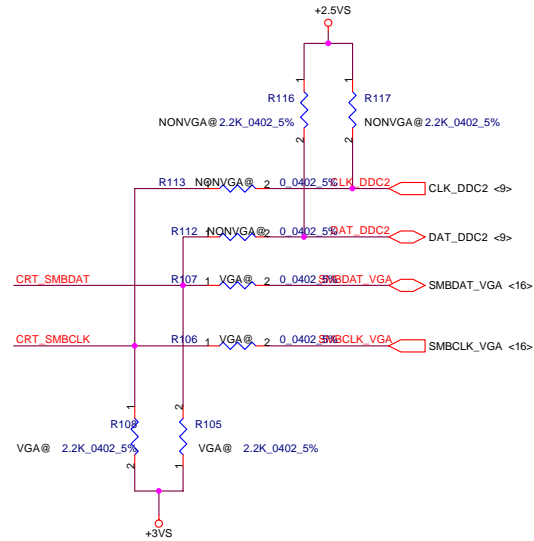 +2.5VS
1 1
R116 R117
NONVGA@ 2.2K_0402_5% NONVGA@ 2.2K_0402_5%
2 2
R113 1 NONVGA@ 2 0_0402_5% CLK_DDC2 CLK_DDC2 <9>
R112 1 NONVGA@ 2 0_0402_5% DAT_DDC2 DAT_DDC2 <9>
CRT_SMBDAT R107 1 VGA@ 2 0_0402_5% SMBDAT_VGA SMBDAT_VGA <16>
CRT_SMBCLK R106 1 VGA@ 2 0_0402_5% SMBCLK_VGA SMBCLK_VGA <16>
1 2
R108 R105
VGA@ 2.2K_0402_5% VGA@ 2.2K_0402_5%
2 1
+3VS